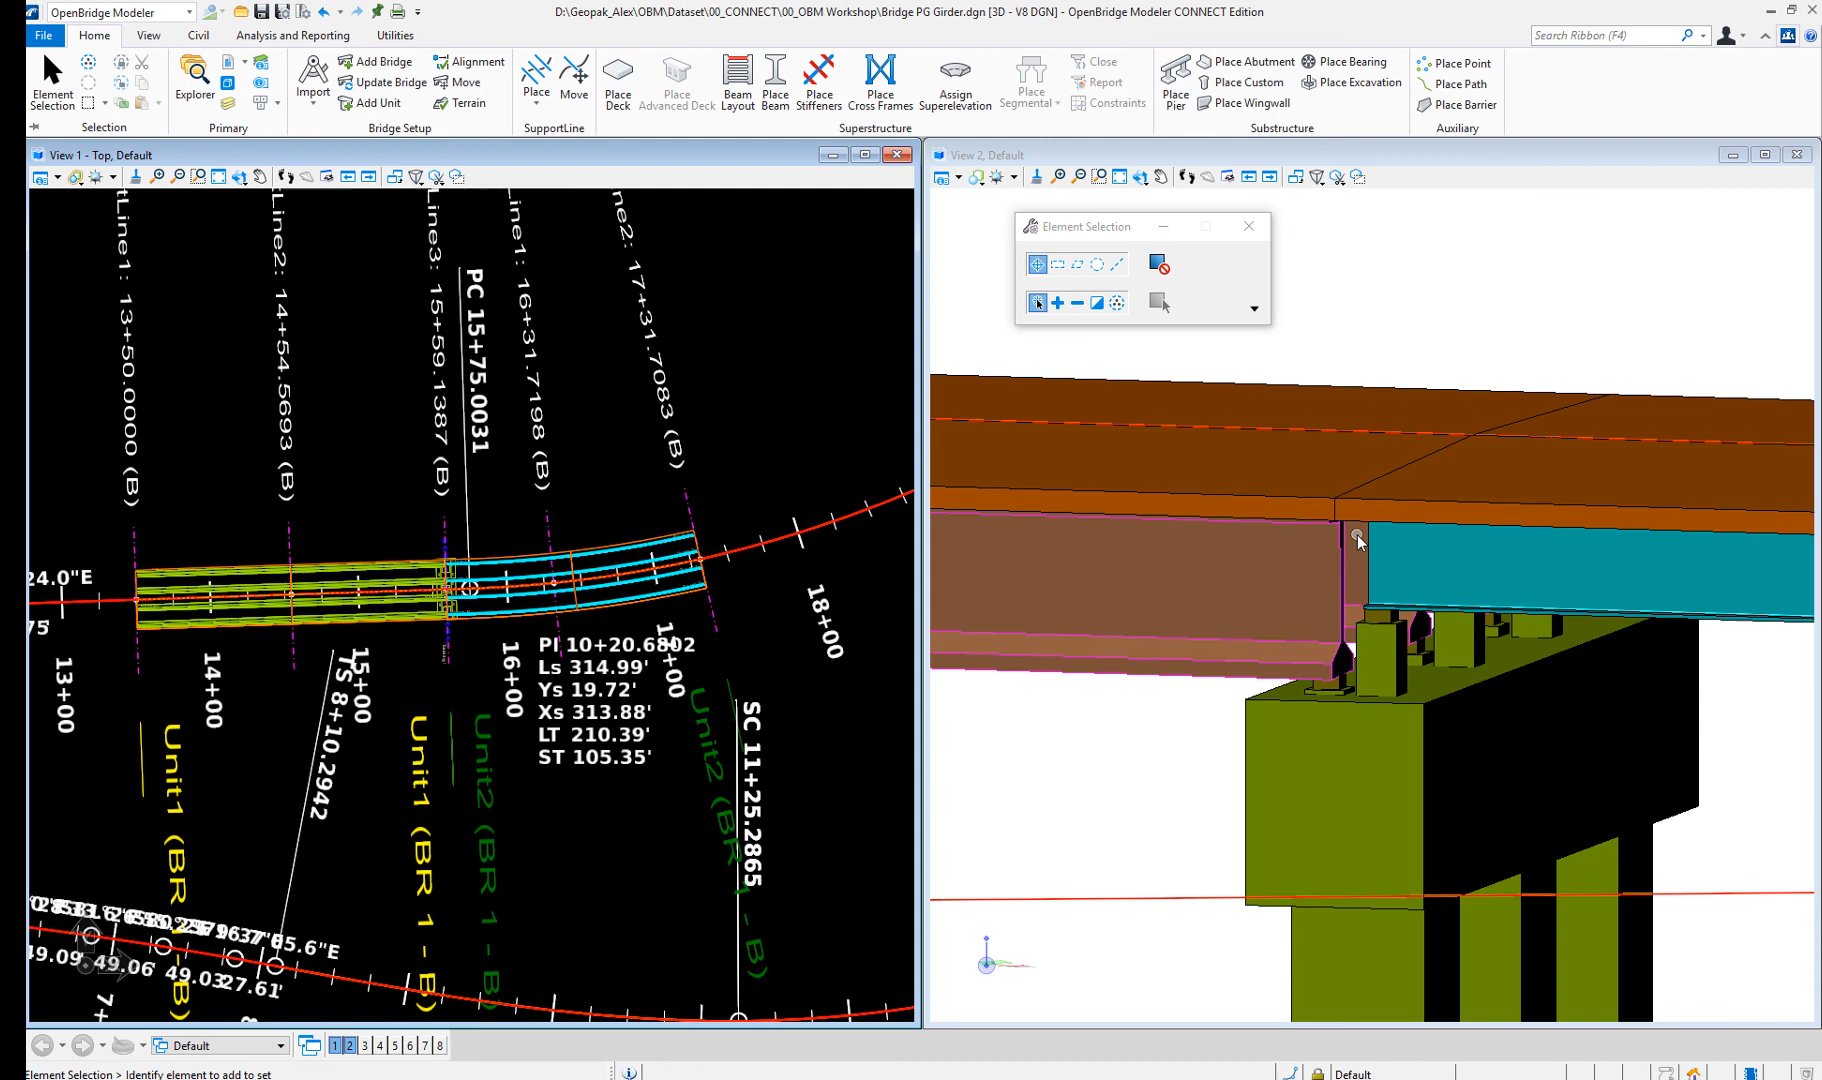 OpenBridge Modeler
D:\Geopak_Alex\OBM\Dataset\00_CONNECT\00_OBM Workshop\Bridge PG Girder.dgn [3D - V8 DGN] - OpenBridge Modeler CONNECT Edition
File
Home
View
Civil
Analysis and Reporting
Utilities
Search Ribbon (F4)
Element Selection
Selection
Explorer
Primary
Import
Add Bridge
Update Bridge
Add Unit
Alignment
Move
Terrain
Bridge Setup
Place
Move
SupportLine
Place Deck
Place Advanced Deck
Beam Layout
Place Beam
Place Stiffeners
Place Cross Frames
Assign Superelevation
Place Segmental
Close
Report
Constraints
Superstructure
Place Pier
Place Abutment
Place Custom
Place Wingwall
Place Bearing
Place Excavation
Substructure
Place Point
Place Path
Place Barrier
Auxiliary
View 1 - Top, Default
tLine1: 13+50.0000 (B)
Line2: 14+54.5693 (B)
Line3: 15+59.1387 (B)
PC 15+75.0031
Line1: 16+31.7198 (B)
ne2: 17+31.7083 (B)
24.0"E
75
13+00
14+00
15+00
16+00
18+00
TS 8+10.2942
PI 10+20.6802
Ls 314.99'
Ys 19.72'
Xs 313.88'
LT 210.39'
ST 105.35'
SC 11+25.2865
Unit1 (BR 1 - B)
Unit1 (BR 1 - B)
Unit2 (BR 1 - B)
Unit2 (BR 1 - B)
49.09'
49.06'
49.03'
27.61'
View 2, Default
Element Selection
Default
1 2 3 4 5 6 7 8
Element Selection > Identify element to add to set
Default